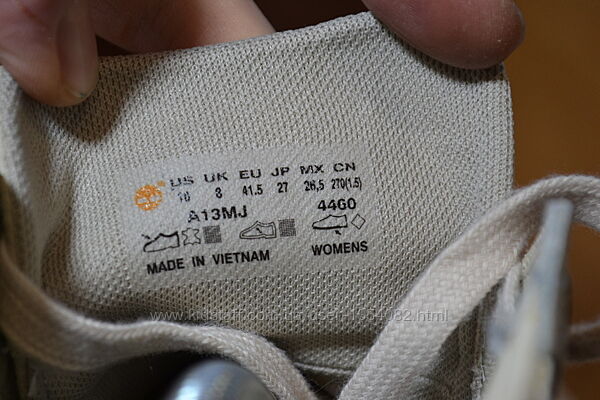 US UK EU JP MX CN
10 8 41.5 27 26,5 270(1.5)
A13MJ 4460
MADE IN VIETNAM WOMENS